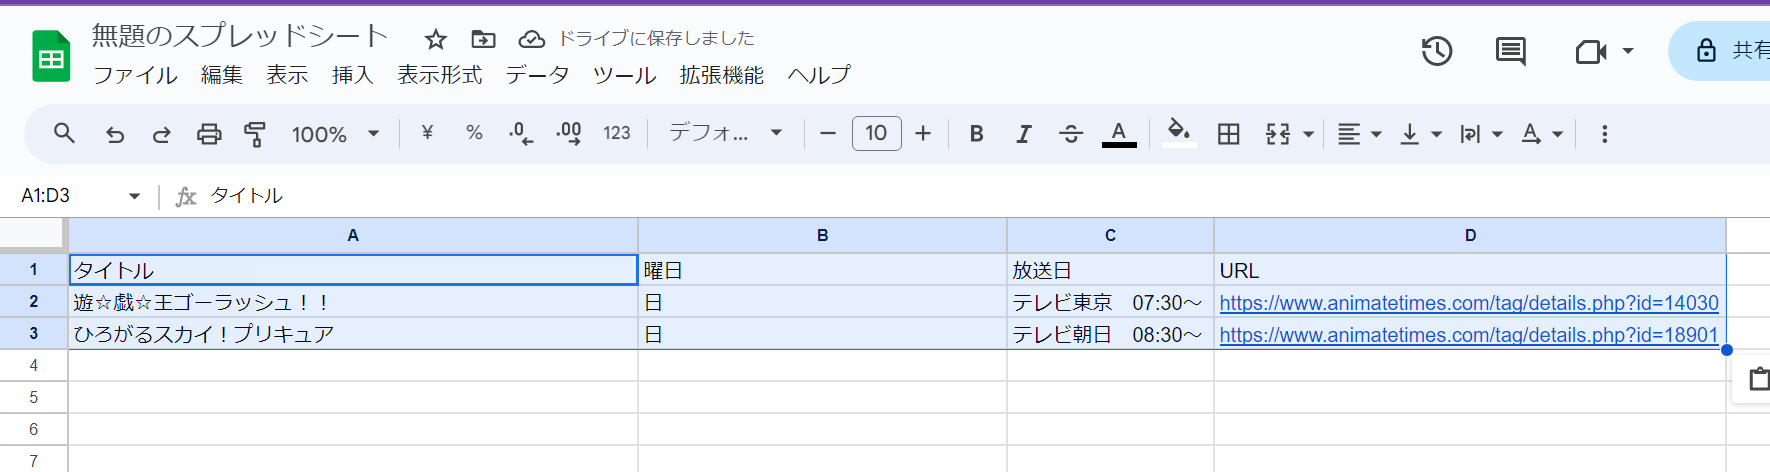 無題のスプレッドシート ドライブに保存しました
ファイル 編集 表示 挿入 表示形式 データ ツール 拡張機能 ヘルプ
共有
100% ¥ % .0 .00 123 デフォ... 10 B I A A
A1:D3 fx タイトル
A B C D
1 タイトル 曜日 放送日 URL
2 遊☆戯☆王ゴーラッシュ！！ 日 テレビ東京　07:30～ https://www.animatetimes.com/tag/details.php?id=14030
3 ひろがるスカイ！プリキュア 日 テレビ朝日　08:30～ https://www.animatetimes.com/tag/details.php?id=18901
4
5
6
7